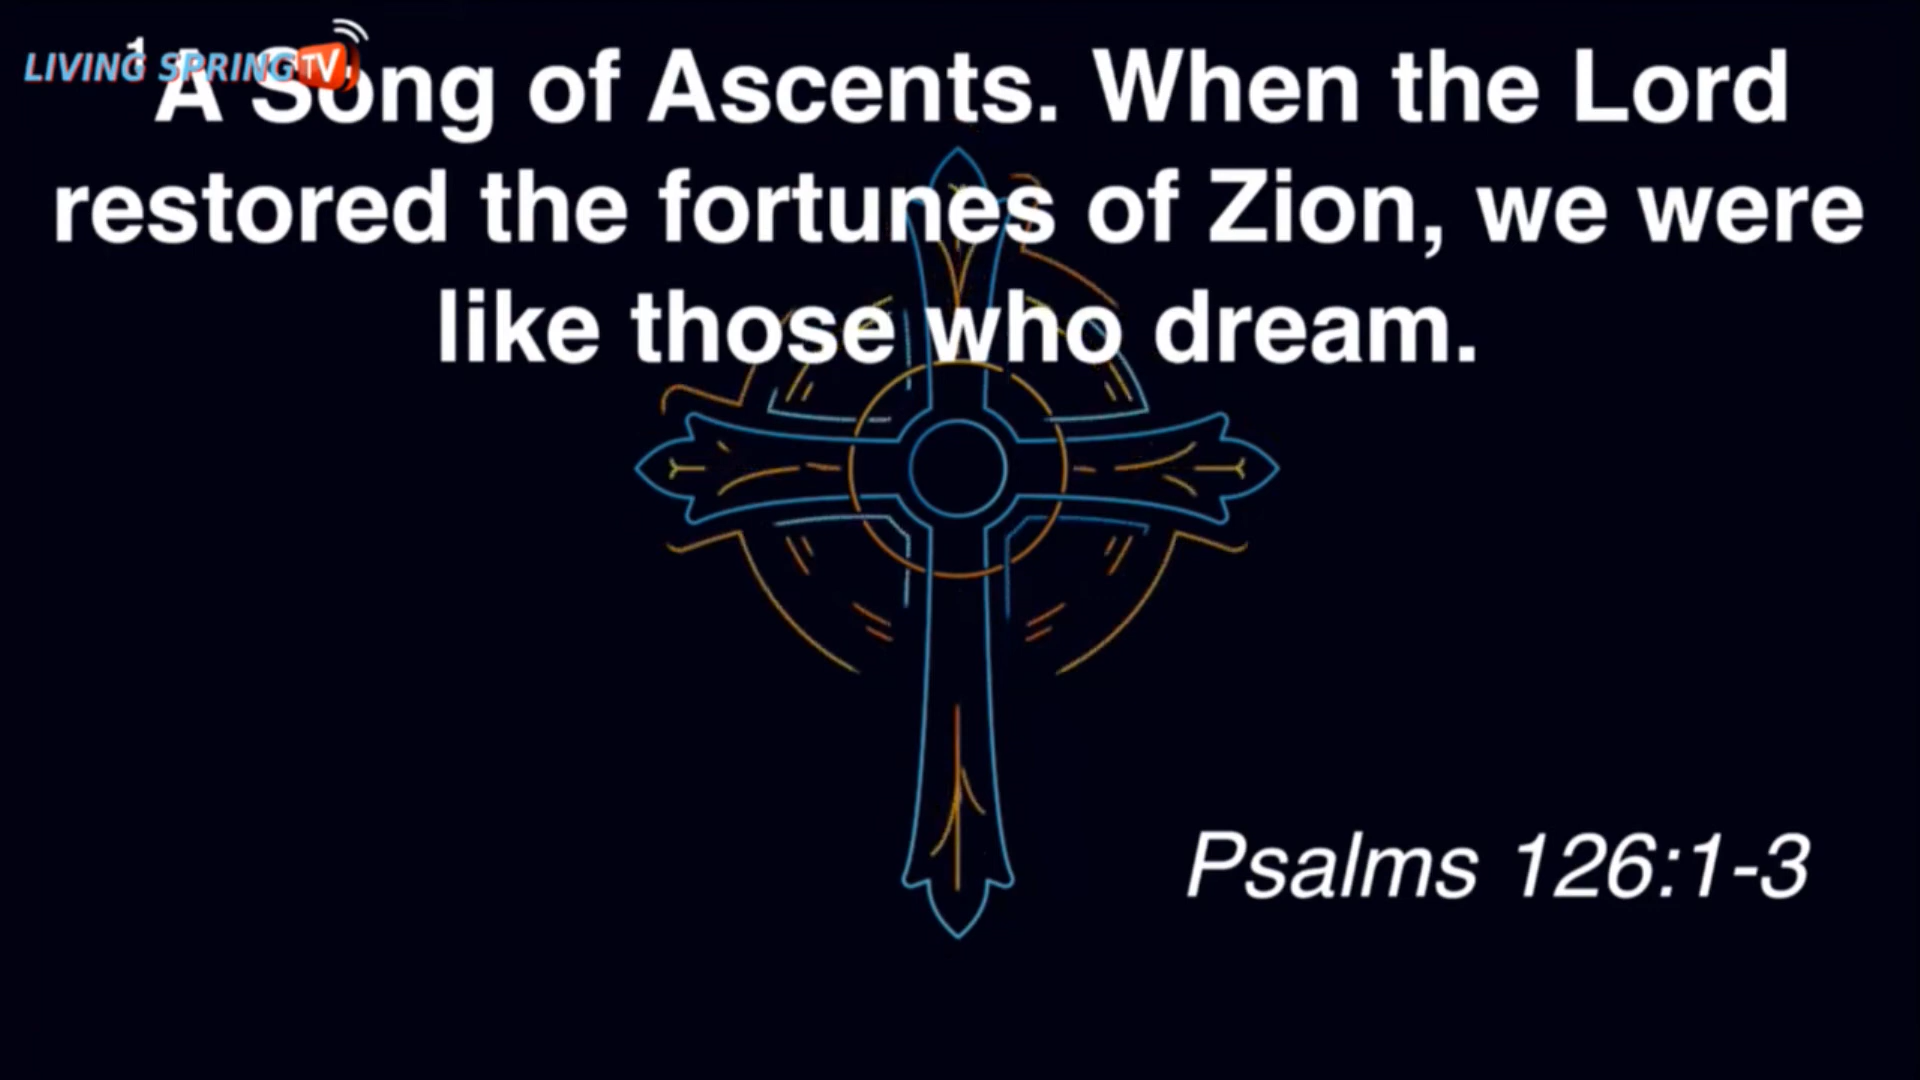 LIVING SPRING TV
1 A Song of Ascents. When the Lord
restored the fortunes of Zion, we were
like those who dream.
Psalms 126:1-3